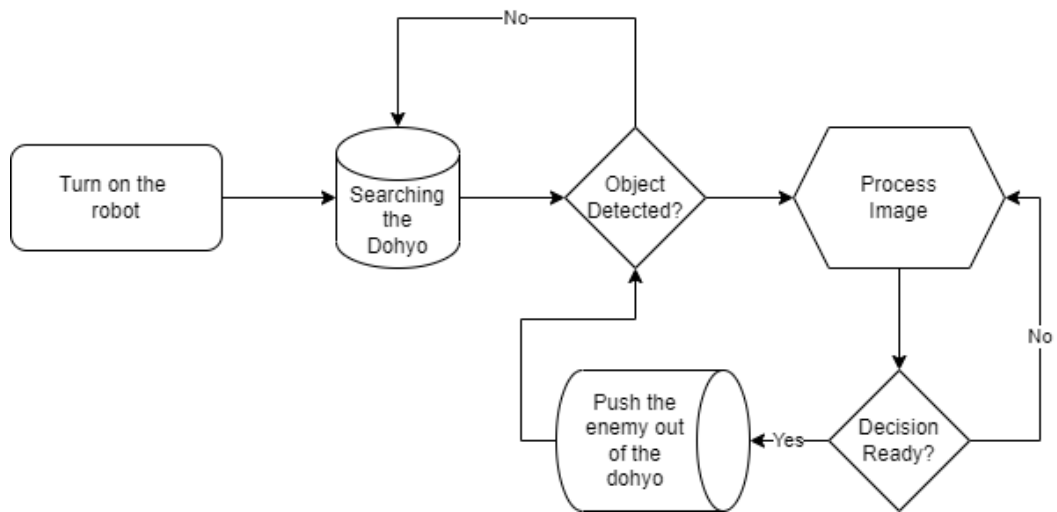 No
Turn on the
robot
Searching
the
Dohyo
Object
Detected?
Process
Image
No
Push the
enemy out
of the
dohyo
Yes
Decision
Ready?